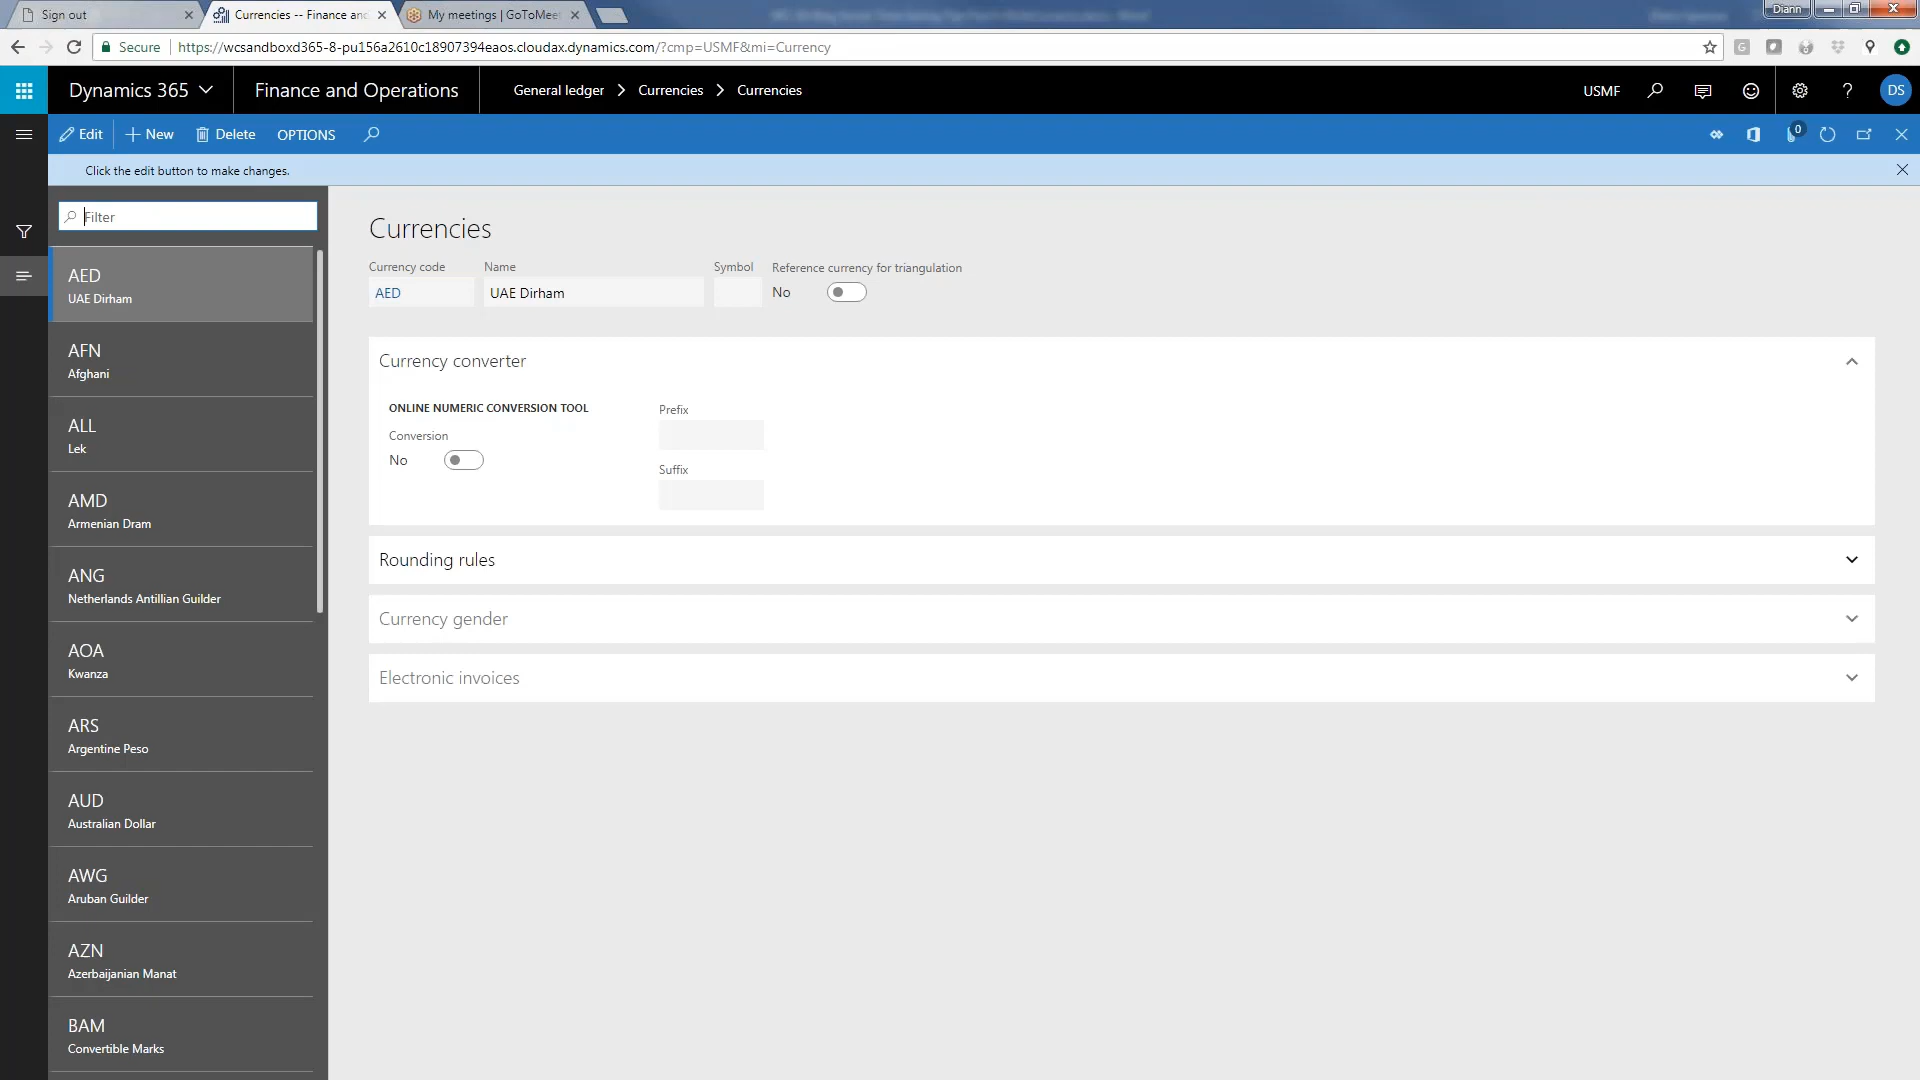 Sign out
Currencies -- Finance and
My meetings | GoToMeet
Diann
Secure
https://wcsandboxd365-8-pu156a2610c18907394eaos.cloudax.dynamics.com/?cmp=USMF&mi=Currency
Dynamics 365
Finance and Operations
General ledger > Currencies > Currencies
USMF
?
DS
Edit
New
Delete
OPTIONS
0
Click the edit button to make changes.
Filter
AED
UAE Dirham
AFN
Afghani
ALL
Lek
AMD
Armenian Dram
ANG
Netherlands Antillian Guilder
AOA
Kwanza
ARS
Argentine Peso
AUD
Australian Dollar
AWG
Aruban Guilder
AZN
Azerbaijanian Manat
BAM
Convertible Marks
Currencies
Currency code
Name
Symbol
Reference currency for triangulation
AED
UAE Dirham
No
Currency converter
ONLINE NUMERIC CONVERSION TOOL
Conversion
No
Prefix
Suffix
Rounding rules
Currency gender
Electronic invoices